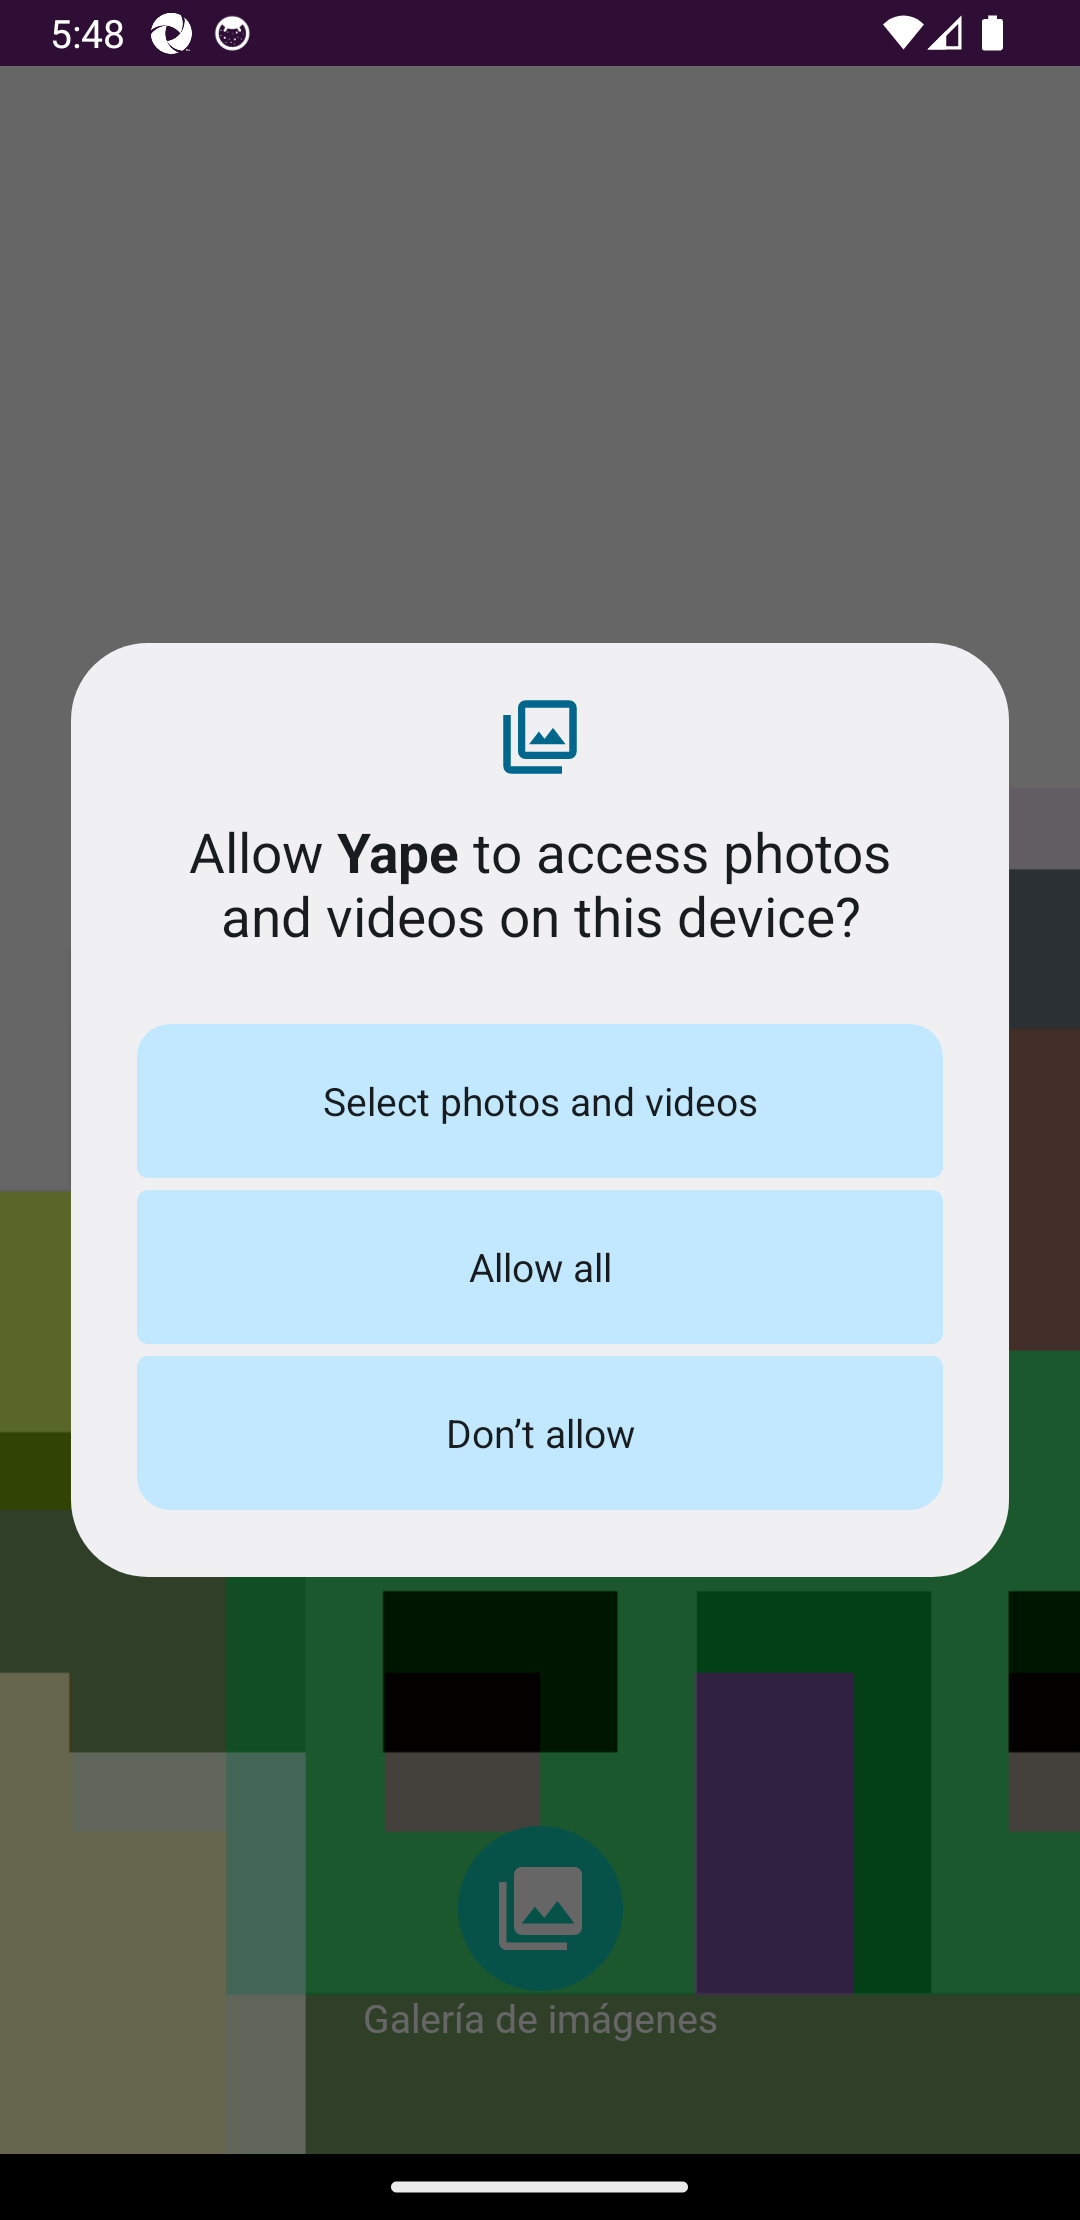 5:48
Allow Yape to access photos
and videos on this device?
Select photos and videos
Allow all
Don’t allow
Galería de imágenes